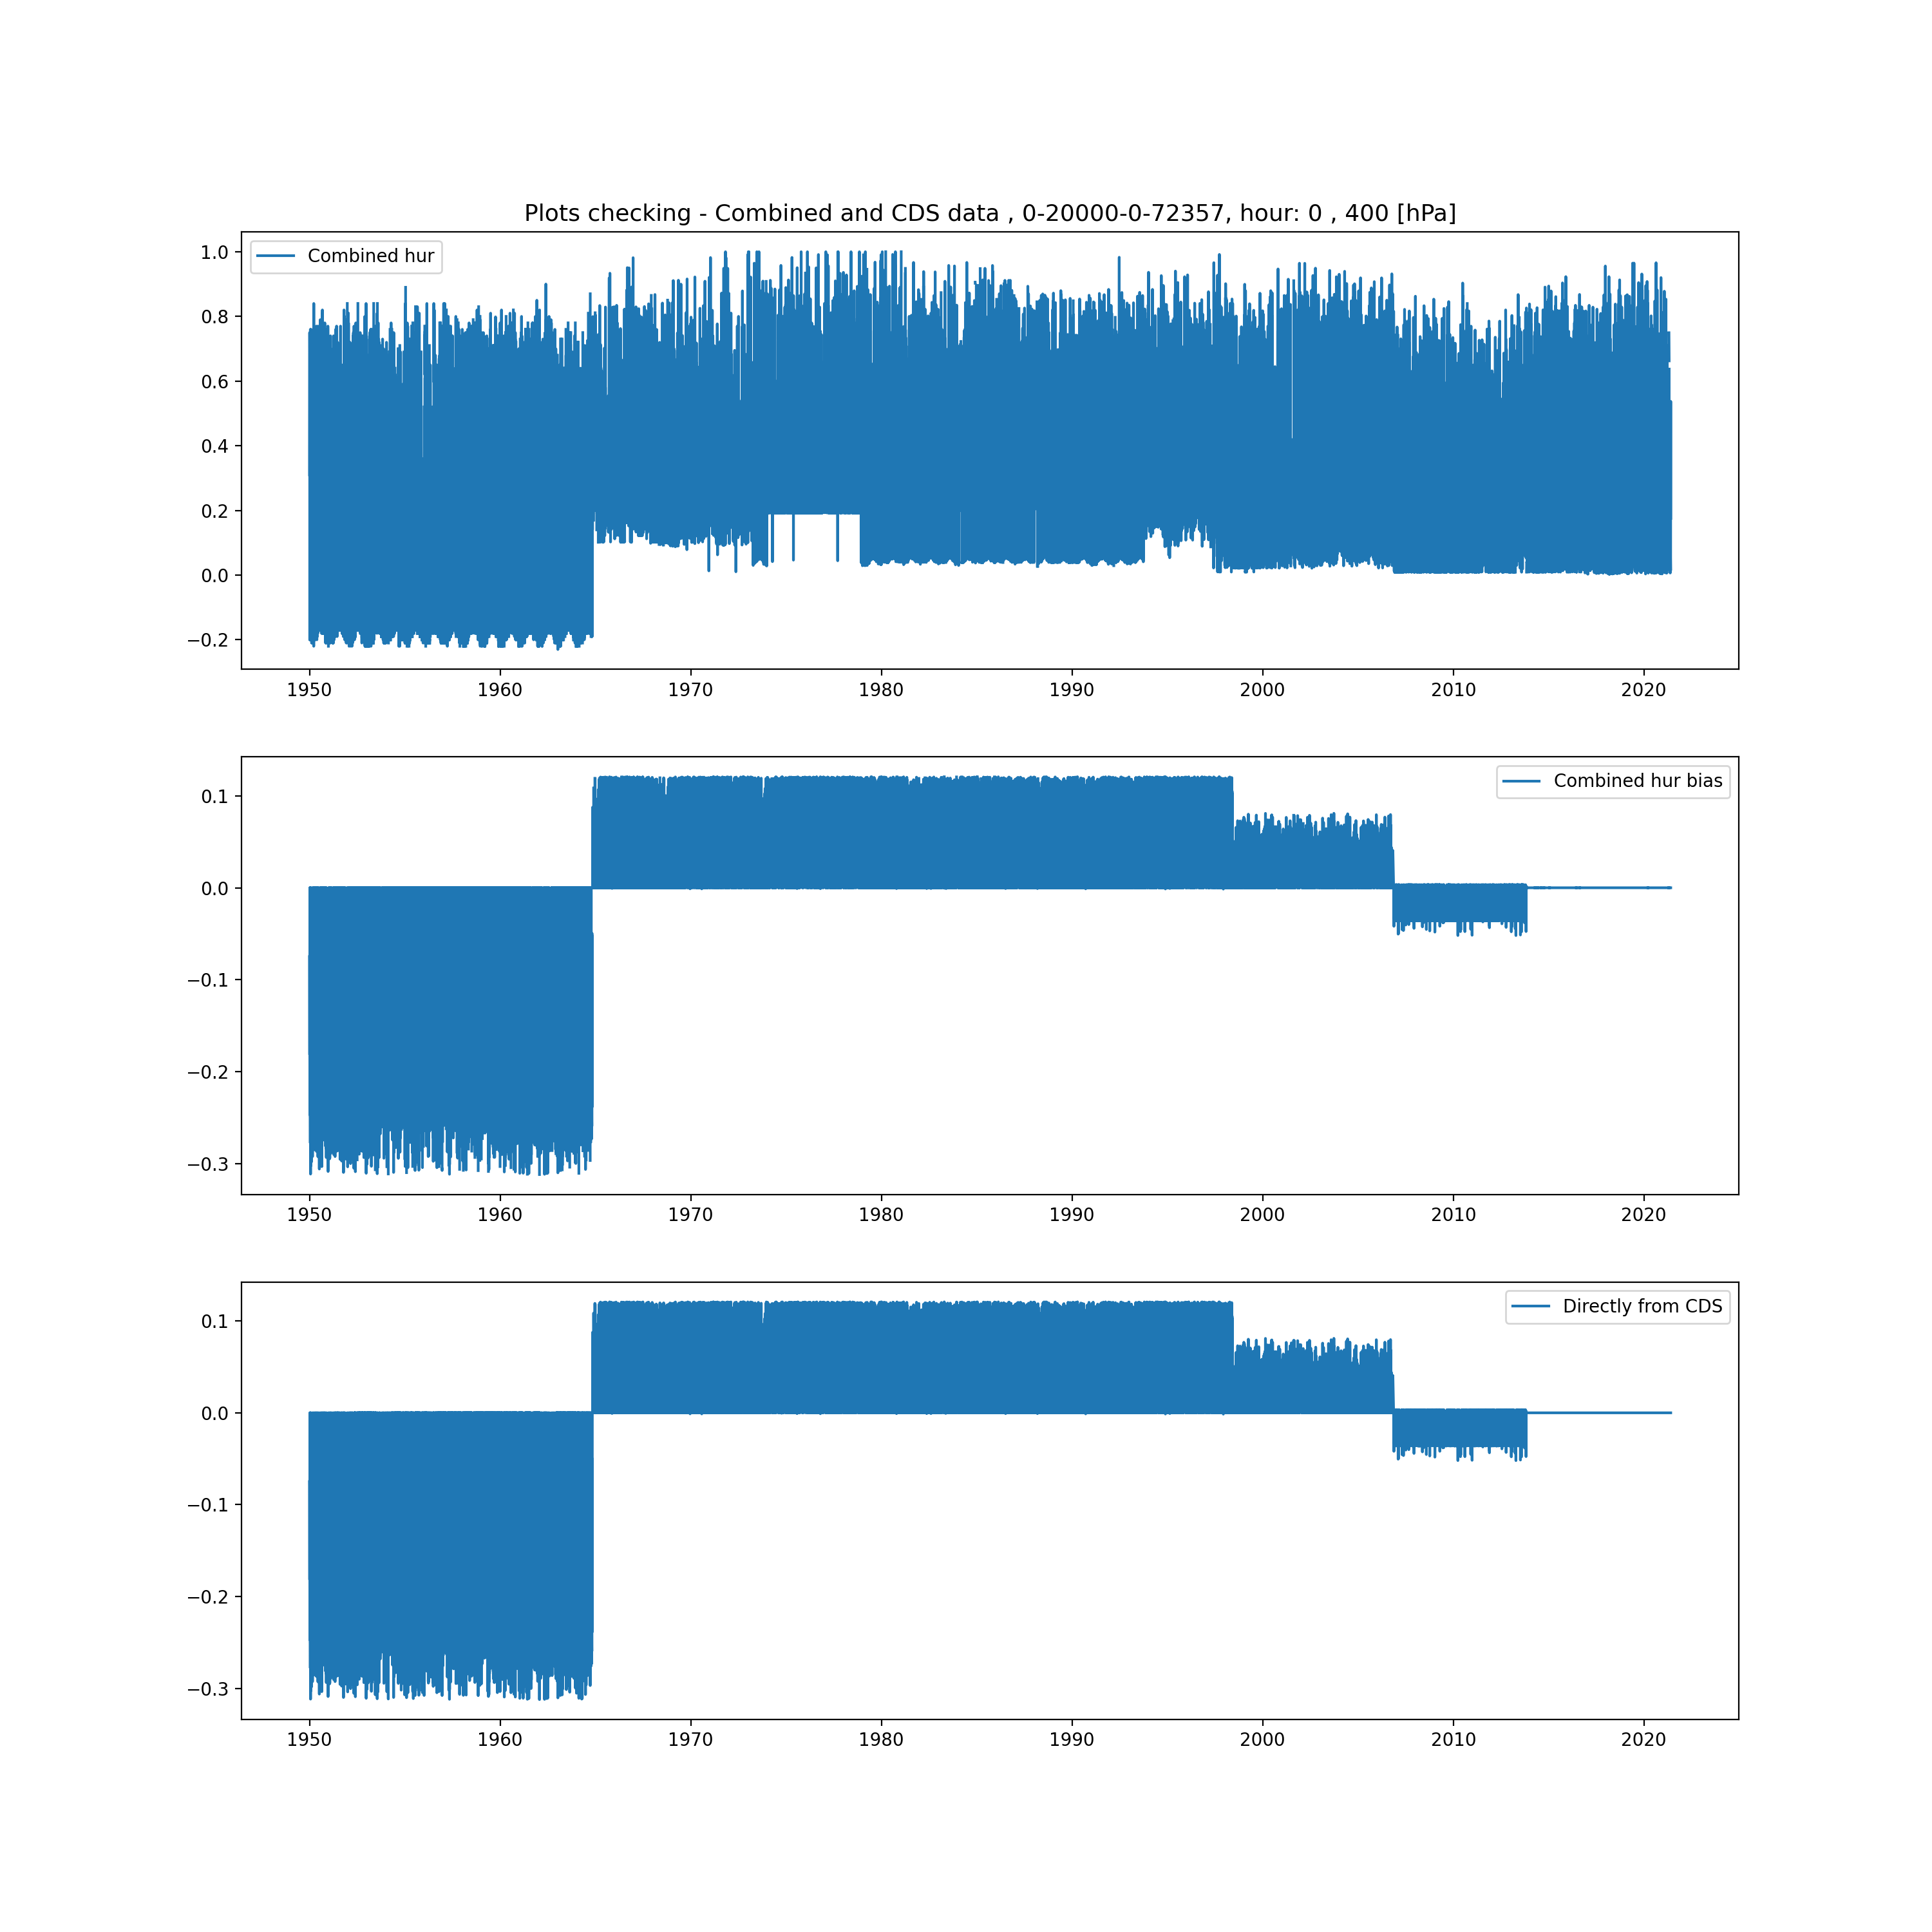 Plots checking - Combined and CDS data , 0-20000-0-72357, hour: 0 , 400 [hPa]
Combined hur
1.0
0.8
0.6
0.4
0.2
0.0
−0.2
1950 1960 1970 1980 1990 2000 2010 2020
Combined hur bias
0.1
0.0
−0.1
−0.2
−0.3
1950 1960 1970 1980 1990 2000 2010 2020
Directly from CDS
0.1
0.0
−0.1
−0.2
−0.3
1950 1960 1970 1980 1990 2000 2010 2020